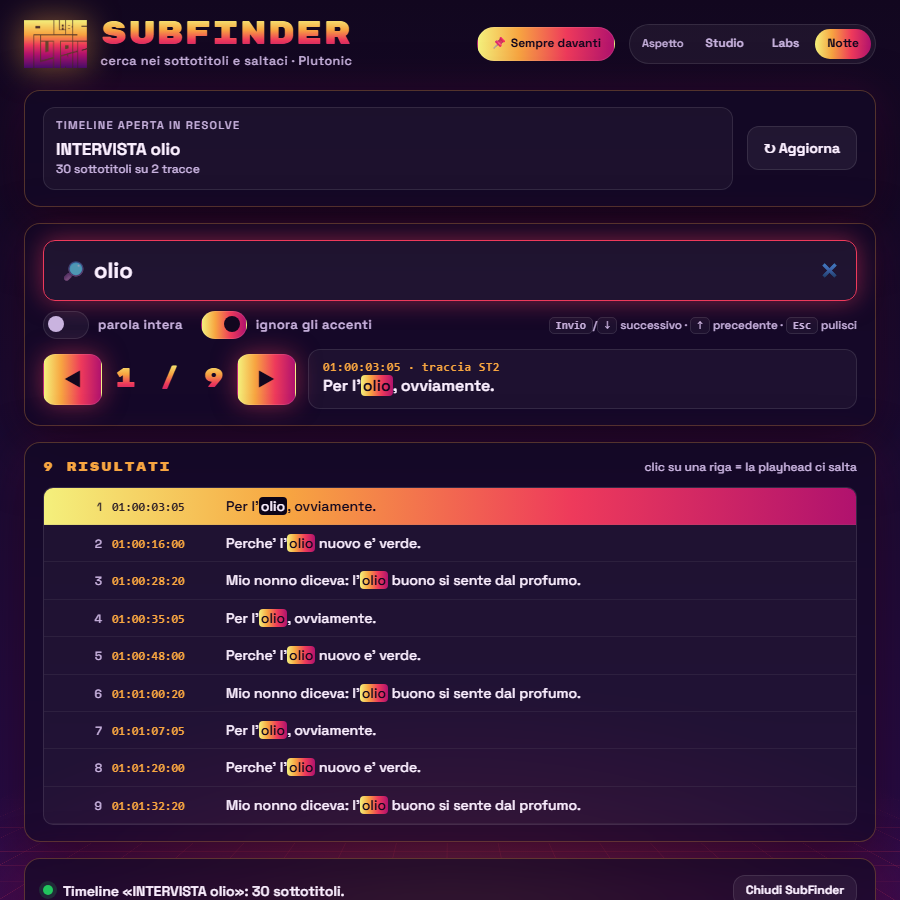 SUBFINDER
cerca nei sottotitoli e saltaci · Plutonic
📌 Sempre davanti
Aspetto Studio Labs Notte
TIMELINE APERTA IN RESOLVE
INTERVISTA olio
30 sottotitoli su 2 tracce
↻ Aggiorna
olio
parola intera
ignora gli accenti
Invio / ↓ successivo · ↑ precedente · Esc pulisci
1 / 9
01:00:03:05 · traccia ST2
Per l'olio, ovviamente.
9 RISULTATI
clic su una riga = la playhead ci salta
1 01:00:03:05 Per l'olio, ovviamente.
2 01:00:16:00 Perche' l'olio nuovo e' verde.
3 01:00:28:20 Mio nonno diceva: l'olio buono si sente dal profumo.
4 01:00:35:05 Per l'olio, ovviamente.
5 01:00:48:00 Perche' l'olio nuovo e' verde.
6 01:01:00:20 Mio nonno diceva: l'olio buono si sente dal profumo.
7 01:01:07:05 Per l'olio, ovviamente.
8 01:01:20:00 Perche' l'olio nuovo e' verde.
9 01:01:32:20 Mio nonno diceva: l'olio buono si sente dal profumo.
Timeline «INTERVISTA olio»: 30 sottotitoli.
Chiudi SubFinder